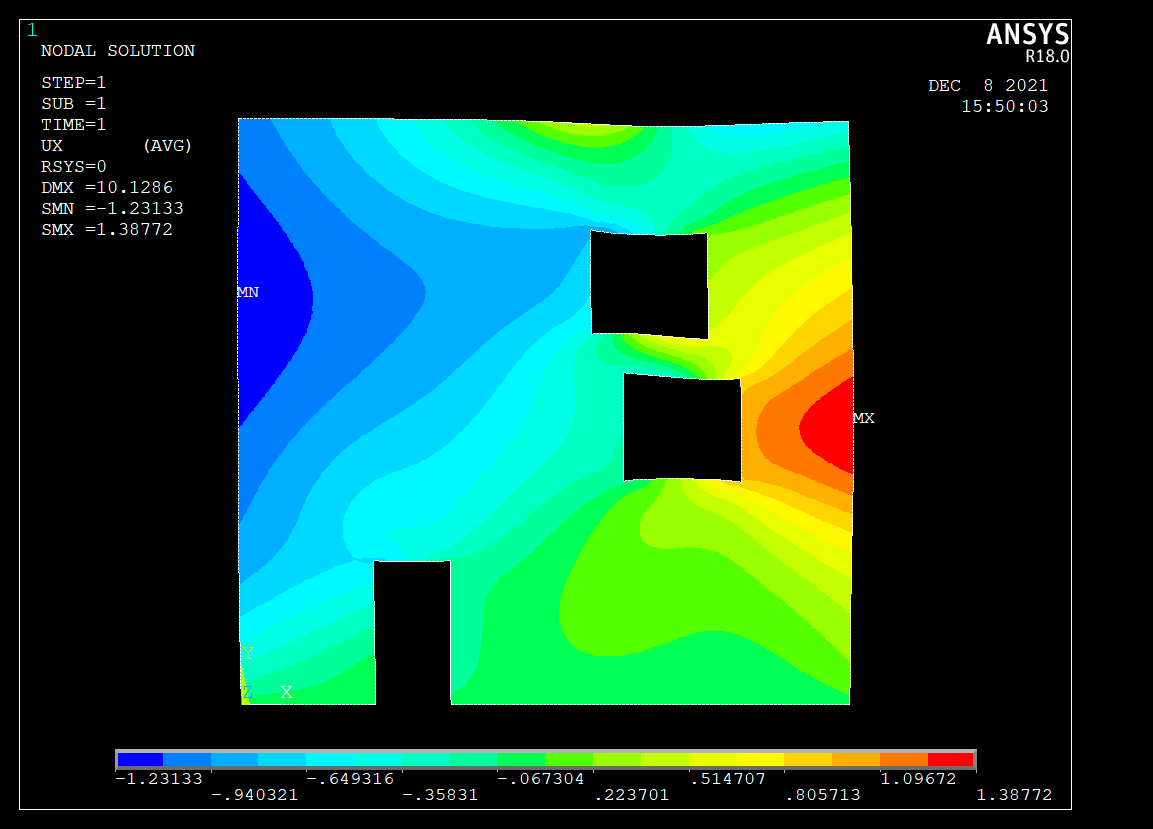 1
ANSYS
R18.0
NODAL SOLUTION
STEP=1
SUB =1
TIME=1
UX (AVG)
RSYS=0
DMX =10.1286
SMN =-1.23133
SMX =1.38772
DEC 8 2021
15:50:03
MN
MX
Y
Z X
-1.23133 -.649316 -.067304 .514707 1.09672
-.940321 -.35831 .223701 .805713 1.38772